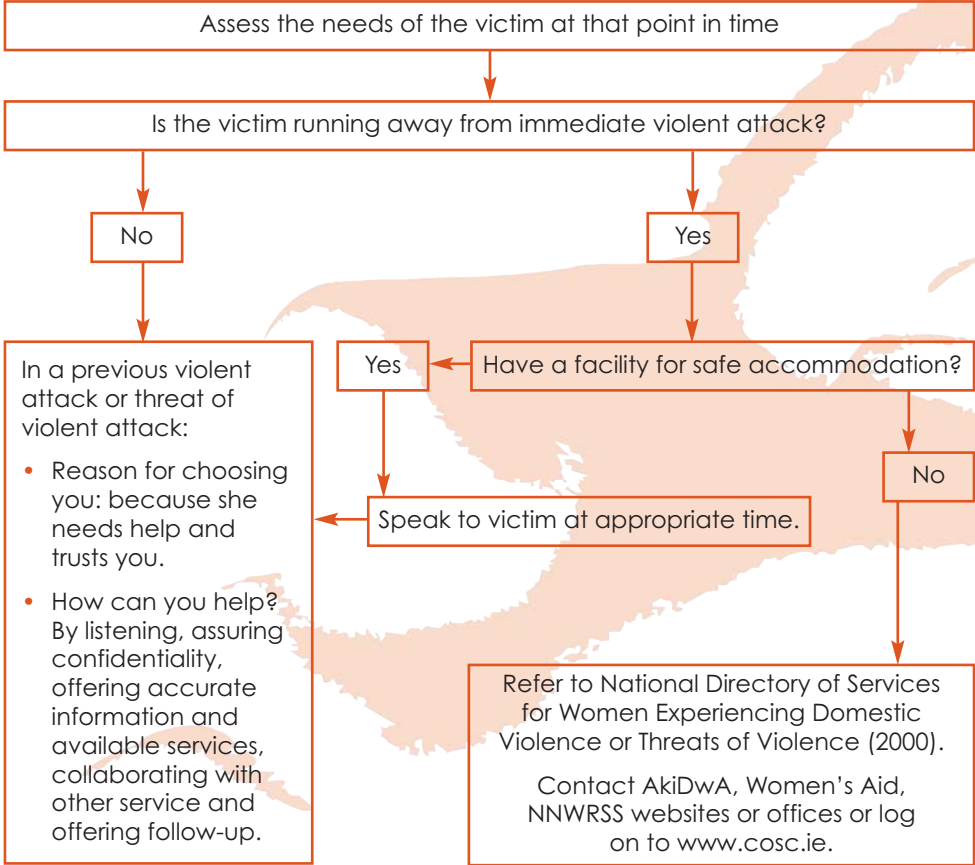 Assess the needs of the victim at that point in time
Is the victim running away from immediate violent attack?
No
Yes
Have a facility for safe accommodation?
Yes
No
Speak to victim at appropriate time.
In a previous violent
attack or threat of
violent attack:
• Reason for choosing
you: because she
needs help and
trusts you.
• How can you help?
By listening, assuring
confidentiality,
offering accurate
information and
available services,
collaborating with
other service and
offering follow-up.
Refer to National Directory of Services
for Women Experiencing Domestic
Violence or Threats of Violence (2000).
Contact AkiDwA, Women's Aid,
NNWRSS websites or offices or log
on to www.cosc.ie.